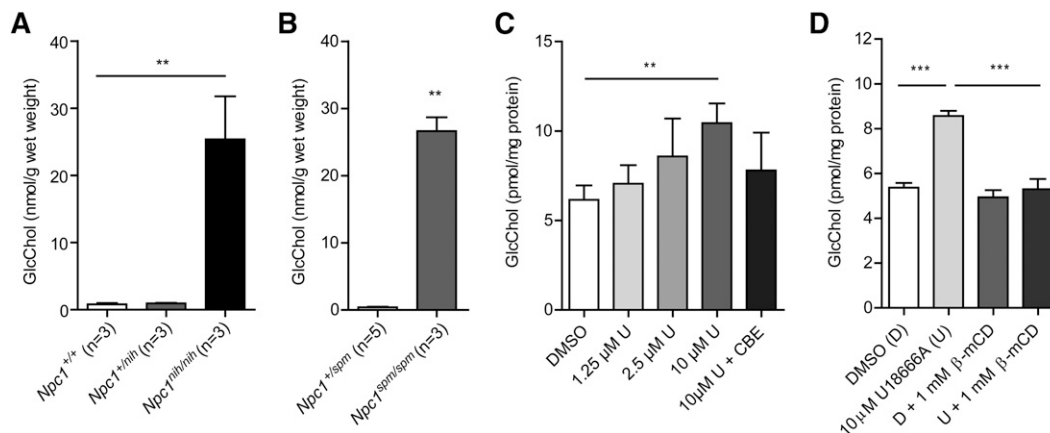 A
GlcChol (nmol/g wet weight)
40
30
20
10
0
**
Npc1+/+ (n=3)
Npc1+/nih (n=3)
Npc1nih/nih (n=3)
B
GlcChol (nmol/g wet weight)
40
30
20
10
0
**
Npc1+/spm (n=5)
Npc1spm/spm (n=3)
C
GlcChol (pmol/mg protein)
15
10
5
0
**
DMSO
1.25 μM U
2.5 μM U
10 μM U
10μM U + CBE
D
GlcChol (pmol/mg protein)
12
10
8
6
4
2
0
***
***
DMSO (D)
10μM U18666A (U)
D + 1 mM β-mCD
U + 1 mM β-mCD